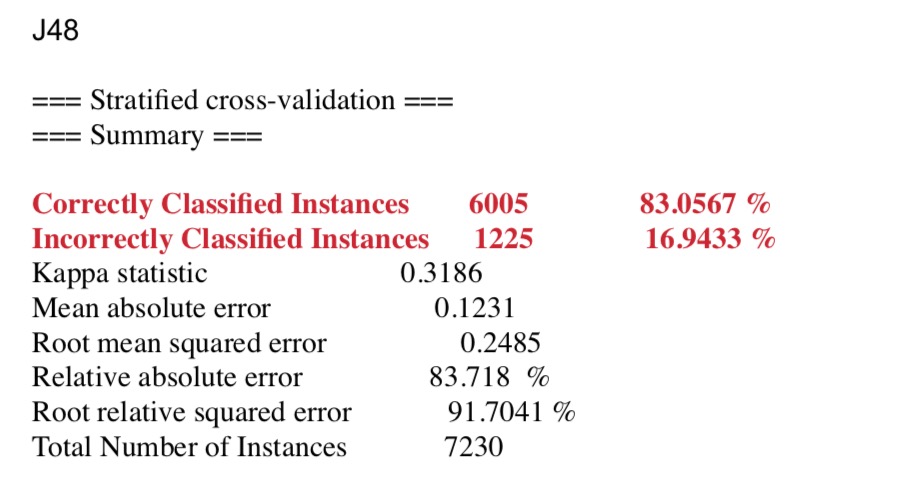 J48
=== Stratified cross-validation ===
=== Summary ===
Correctly Classified Instances 6005 83.0567 %
Incorrectly Classified Instances 1225 16.9433 %
Kappa statistic 0.3186
Mean absolute error 0.1231
Root mean squared error 0.2485
Relative absolute error 83.718 %
Root relative squared error 91.7041 %
Total Number of Instances 7230